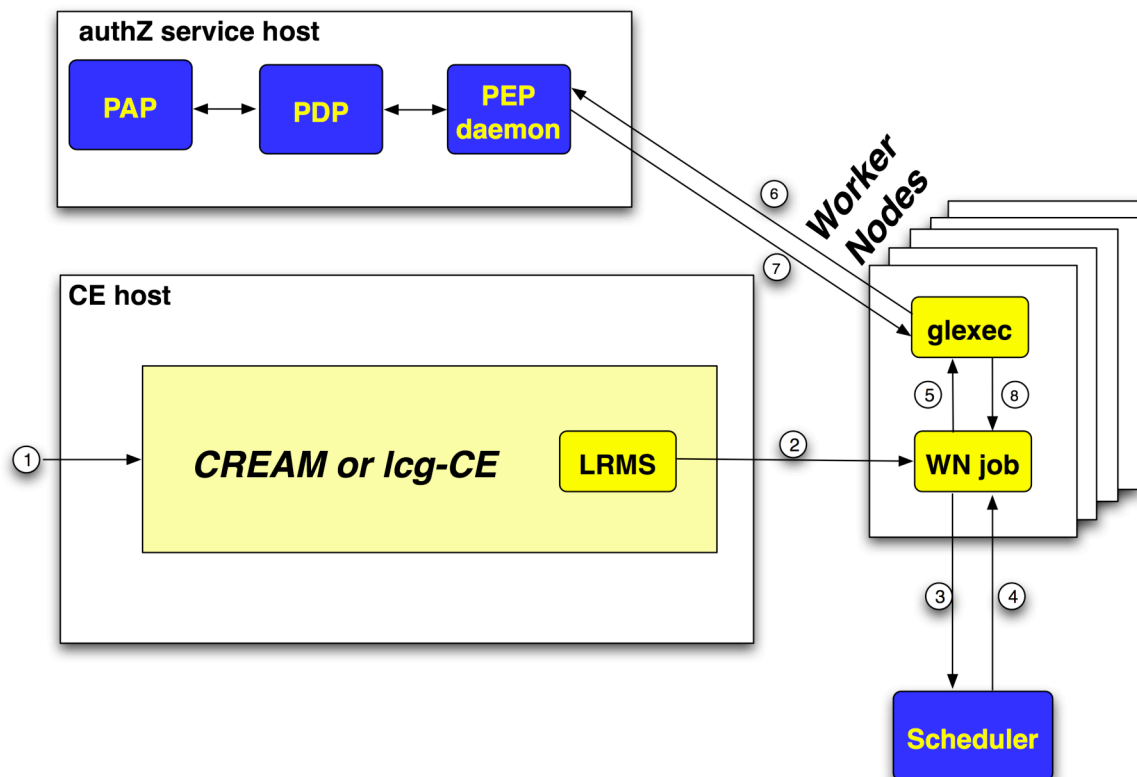 authZ service host
PAP
PDP
PEP
daemon
6
7
Worker
Nodes
CE host
1
CREAM or lcg-CE
LRMS
2
glexec
5
8
WN job
3
4
Scheduler